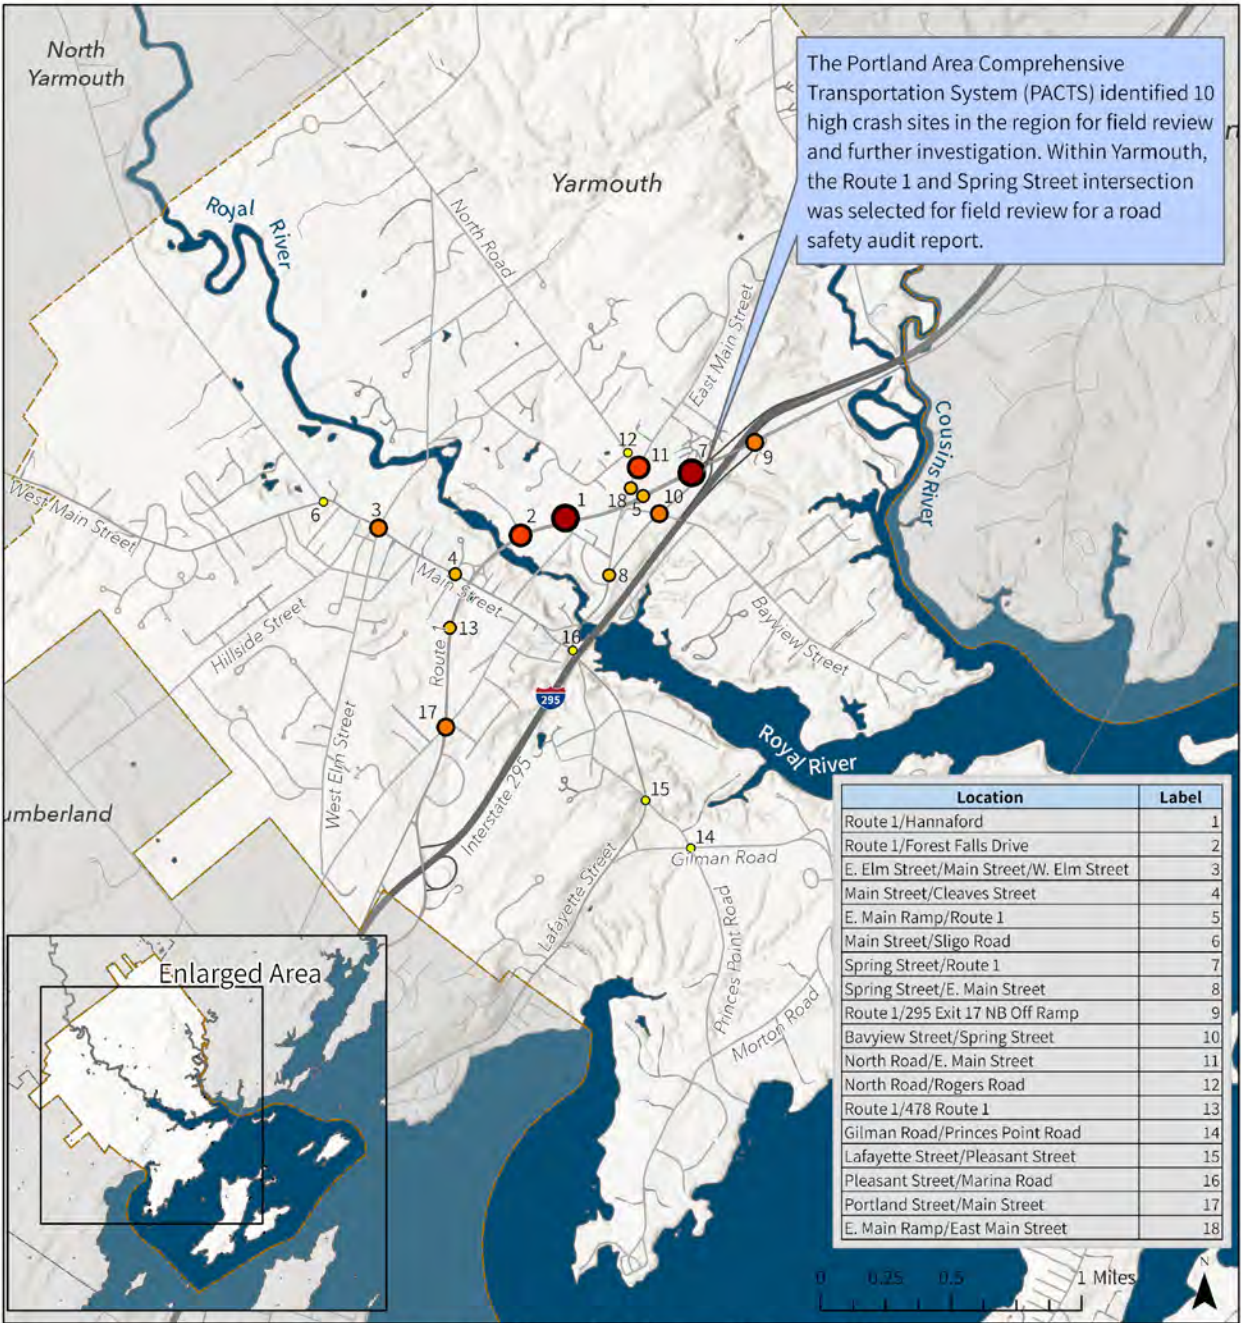 North
Yarmouth
The Portland Area Comprehensive
Transportation System (PACTS) identified 10
high crash sites in the region for field review
and further investigation. Within Yarmouth,
the Route 1 and Spring Street intersection
was selected for field review for a road
safety audit report.
Yarmouth
Royal
River
North Road
East Main Street
Cousins River
12
11
7
9
18
5
10
1
2
3
6
4
8
13
16
17
15
14
West Main Street
Main Street
Hillside Street
Route 1
Bayview Street
295
West Elm Street
Interstate 295
Royal River
umberland
Gilman Road
Lafayette Street
Princes Point Road
Morton Road
Enlarged Area
Location Label
Route 1/Hannaford 1
Route 1/Forest Falls Drive 2
E. Elm Street/Main Street/W. Elm Street 3
Main Street/Cleaves Street 4
E. Main Ramp/Route 1 5
Main Street/Sligo Road 6
Spring Street/Route 1 7
Spring Street/E. Main Street 8
Route 1/295 Exit 17 NB Off Ramp 9
Bavyiew Street/Spring Street 10
North Road/E. Main Street 11
North Road/Rogers Road 12
Route 1/478 Route 1 13
Gilman Road/Princes Point Road 14
Lafayette Street/Pleasant Street 15
Pleasant Street/Marina Road 16
Portland Street/Main Street 17
E. Main Ramp/East Main Street 18
0 0.25 0.5 1 Miles
N